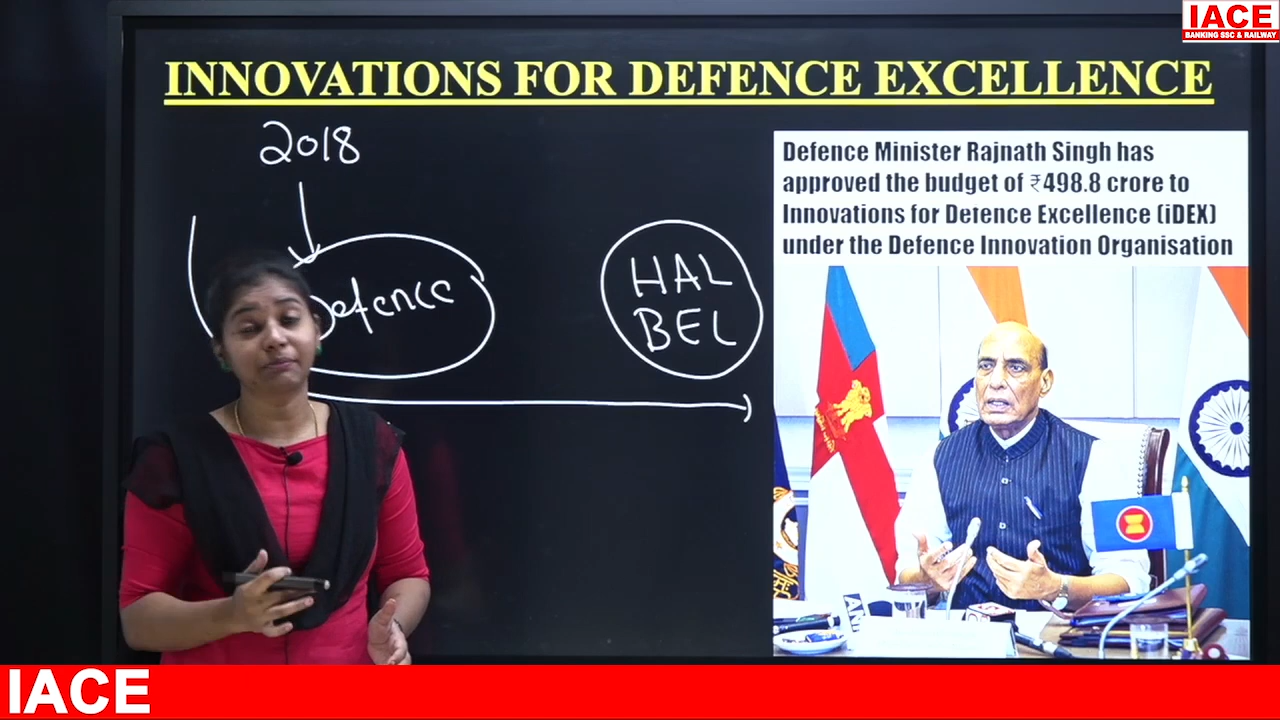 IACE
BANKING SSC & RAILWAY
INNOVATIONS FOR DEFENCE EXCELLENCE
2018
Defence
HAL
BEL
Defence Minister Rajnath Singh has
approved the budget of ₹498.8 crore to
Innovations for Defence Excellence (iDEX)
under the Defence Innovation Organisation
IACE